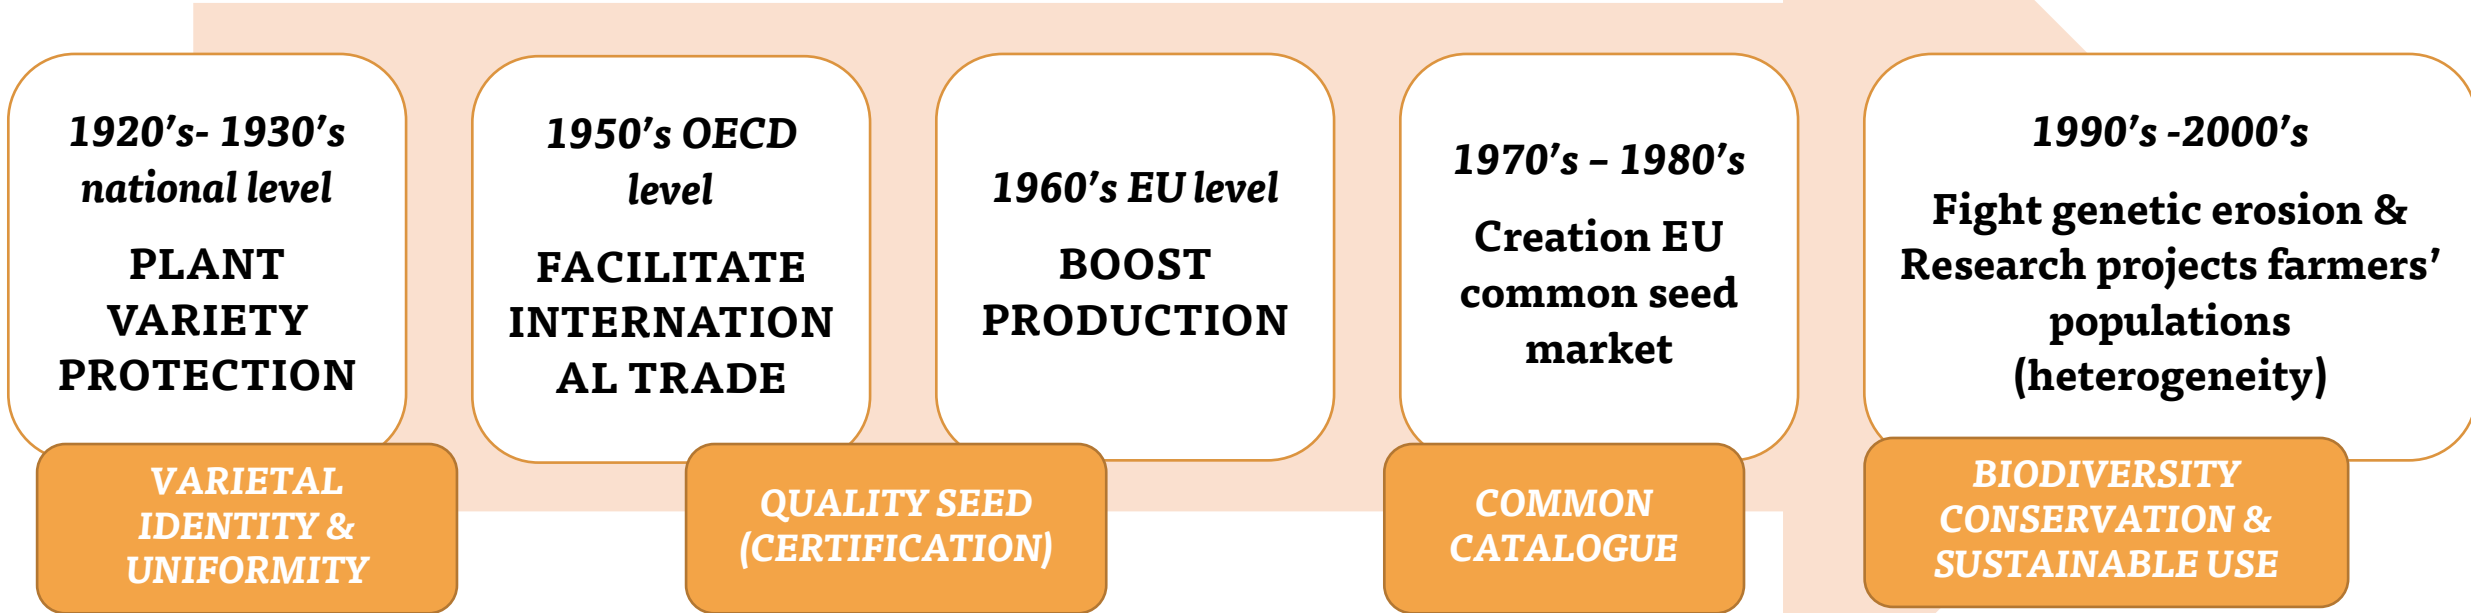 1920's- 1930's
national level
PLANT
VARIETY
PROTECTION
VARIETAL
IDENTITY &
UNIFORMITY
1950's OECD
level
FACILITATE
INTERNATION
AL TRADE
1960's EU level
BOOST
PRODUCTION
QUALITY SEED
(CERTIFICATION)
1970's – 1980's
Creation EU
common seed
market
COMMON
CATALOGUE
1990's -2000's
Fight genetic erosion &
Research projects farmers'
populations
(heterogeneity)
BIODIVERSITY
CONSERVATION &
SUSTAINABLE USE